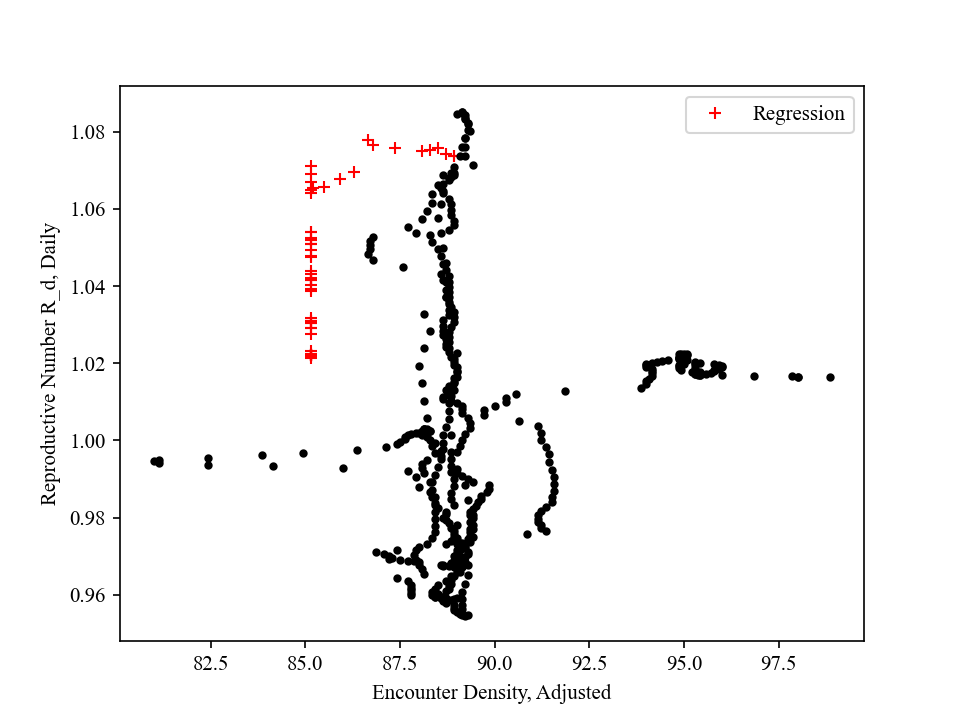 Regression
1.08
1.06
1.04
1.02
1.00
0.98
0.96
Reproductive Number R_d, Daily
82.5 85.0 87.5 90.0 92.5 95.0 97.5
Encounter Density, Adjusted